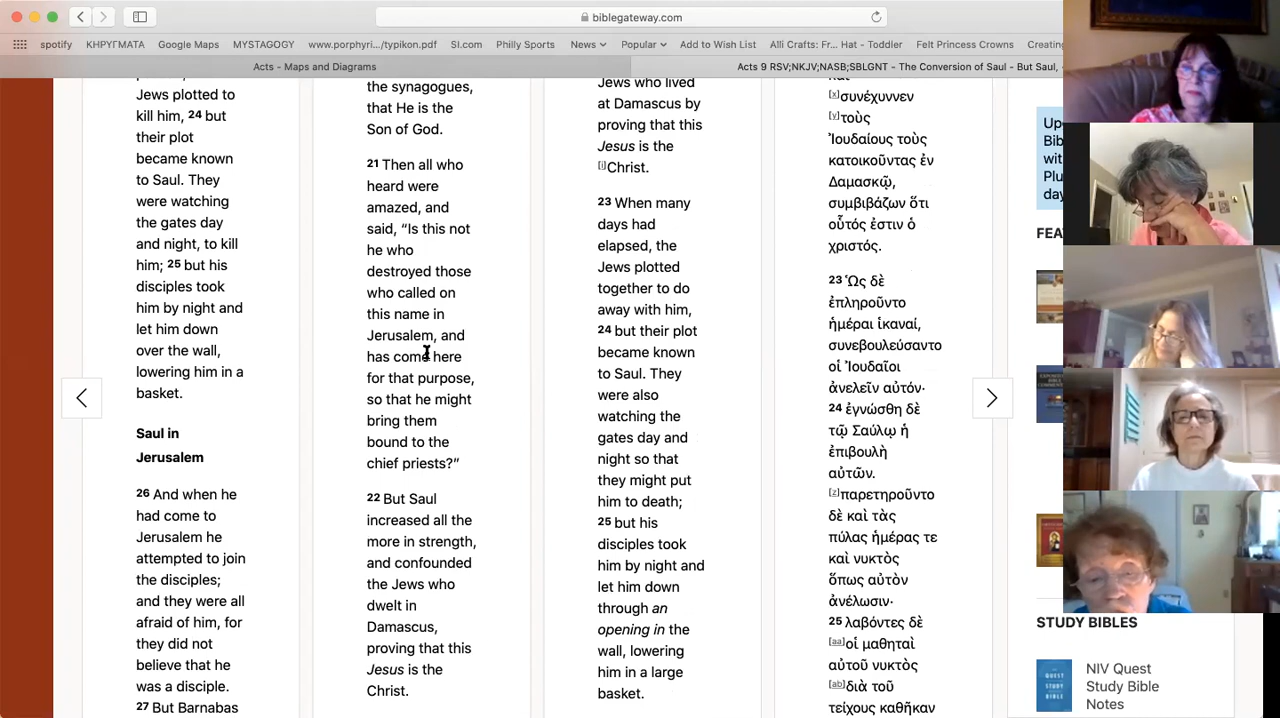 biblegateway.com
spotify
ΚΗΡΥΓΜΑΤΑ
Google Maps
MYSTAGOGY
www.porphyri.../typikon.pdf
SI.com
Philly Sports
News
Popular
Add to Wish List
Alli Crafts: Fr... Hat - Toddler
Felt Princess Crowns
Creating
Acts - Maps and Diagrams
Acts 9 RSV;NKJV;NASB;SBLGNT - The Conversion of Saul - But Saul,
Jews plotted to
kill him, 24 but
their plot
became known
to Saul. They
were watching
the gates day
and night, to kill
him; 25 but his
disciples took
him by night and
let him down
over the wall,
lowering him in a
basket.
Saul in
Jerusalem
26 And when he
had come to
Jerusalem he
attempted to join
the disciples;
and they were all
afraid of him, for
they did not
believe that he
was a disciple.
27 But Barnabas
the synagogues,
that He is the
Son of God.
21 Then all who
heard were
amazed, and
said, “Is this not
he who
destroyed those
who called on
this name in
Jerusalem, and
has come here
for that purpose,
so that he might
bring them
bound to the
chief priests?”
22 But Saul
increased all the
more in strength,
and confounded
the Jews who
dwelt in
Damascus,
proving that this
Jesus is the
Christ.
Jews who lived
at Damascus by
proving that this
Jesus is the
[j]Christ.
23 When many
days had
elapsed, the
Jews plotted
together to do
away with him,
24 but their plot
became known
to Saul. They
were also
watching the
gates day and
night so that
they might put
him to death;
25 but his
disciples took
him by night and
let him down
through an
opening in the
wall, lowering
him in a large
basket.
[x]συνέχυννεν
[y]τοὺς
Ἰουδαίους τοὺς
κατοικοῦντας ἐν
Δαμασκῷ,
συμβιβάζων ὅτι
οὗτός ἐστιν ὁ
χριστός.
23 Ὡς δὲ
ἐπληροῦντο
ἡμέραι ἱκαναί,
συνεβουλεύσαντο
οἱ Ἰουδαῖοι
ἀνελεῖν αὐτόν·
24 ἐγνώσθη δὲ
τῷ Σαύλῳ ἡ
ἐπιβουλὴ
αὐτῶν.
[z]παρετηροῦντο
δὲ καὶ τὰς
πύλας ἡμέρας τε
καὶ νυκτὸς
ὅπως αὐτὸν
ἀνέλωσιν·
25 λαβόντες δὲ
[aa]οἱ μαθηταὶ
αὐτοῦ νυκτὸς
[ab]διὰ τοῦ
τείχους καθῆκαν
Up
Bib
wit
Plu
day
FEA
STUDY BIBLES
NIV Quest
Study Bible
Notes